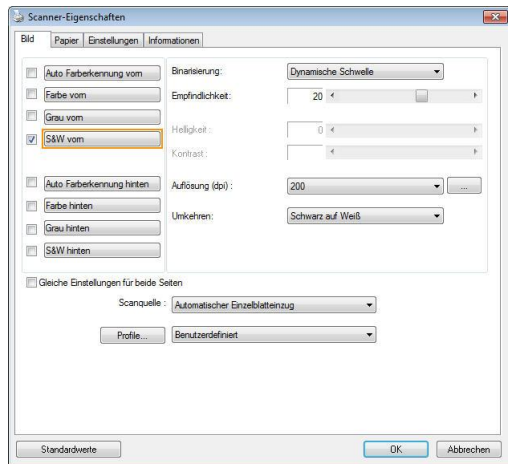 Scanner-Eigenschaften
Bild Papier Einstellungen Informationen
Auto Farberkennung vorn
Farbe vorn
Grau vorn
S&W vorn
Auto Farberkennung hinten
Farbe hinten
Grau hinten
S&W hinten
Binarisierung: Dynamische Schwelle
Empfindlichkeit: 20
Helligkeit : 0
Kontrast :
Auflösung (dpi) : 200 ...
Umkehren: Schwarz auf Weiß
Gleiche Einstellungen für beide Seiten
Scanquelle : Automatischer Einzelblatteinzug
Profile... Benutzerdefiniert
Standardwerte OK Abbrechen